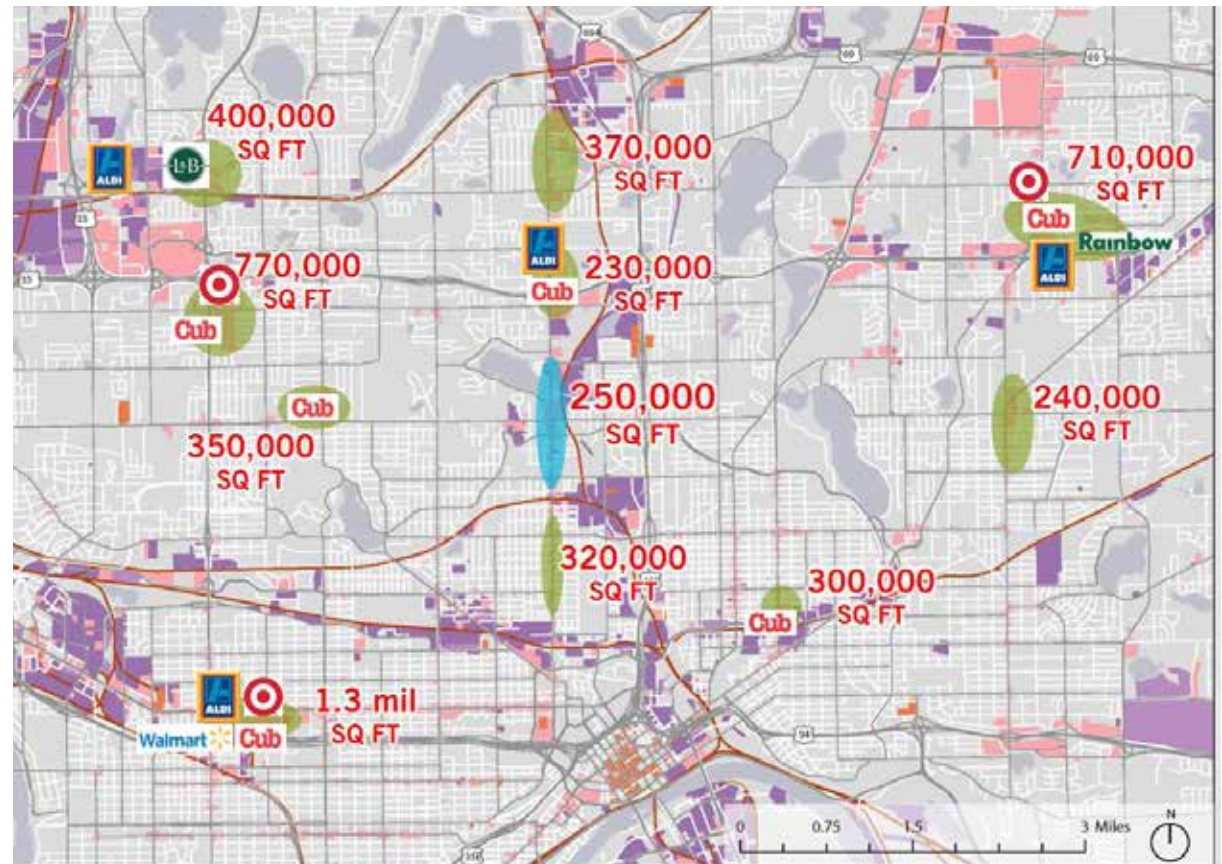 694
69
68
400,000
SQ FT
370,000
SQ FT
710,000
SQ FT
L&B
ALDI
Cub
Rainbow
ALDI
ALDI
770,000
SQ FT
230,000
SQ FT
Cub
Cub
250,000
SQ FT
240,000
SQ FT
Cub
350,000
SQ FT
320,000
SQ FT
300,000
SQ FT
Cub
ALDI
1.3 mil
SQ FT
Walmart
Cub
94
N
0 0.75 1.5 3 Miles